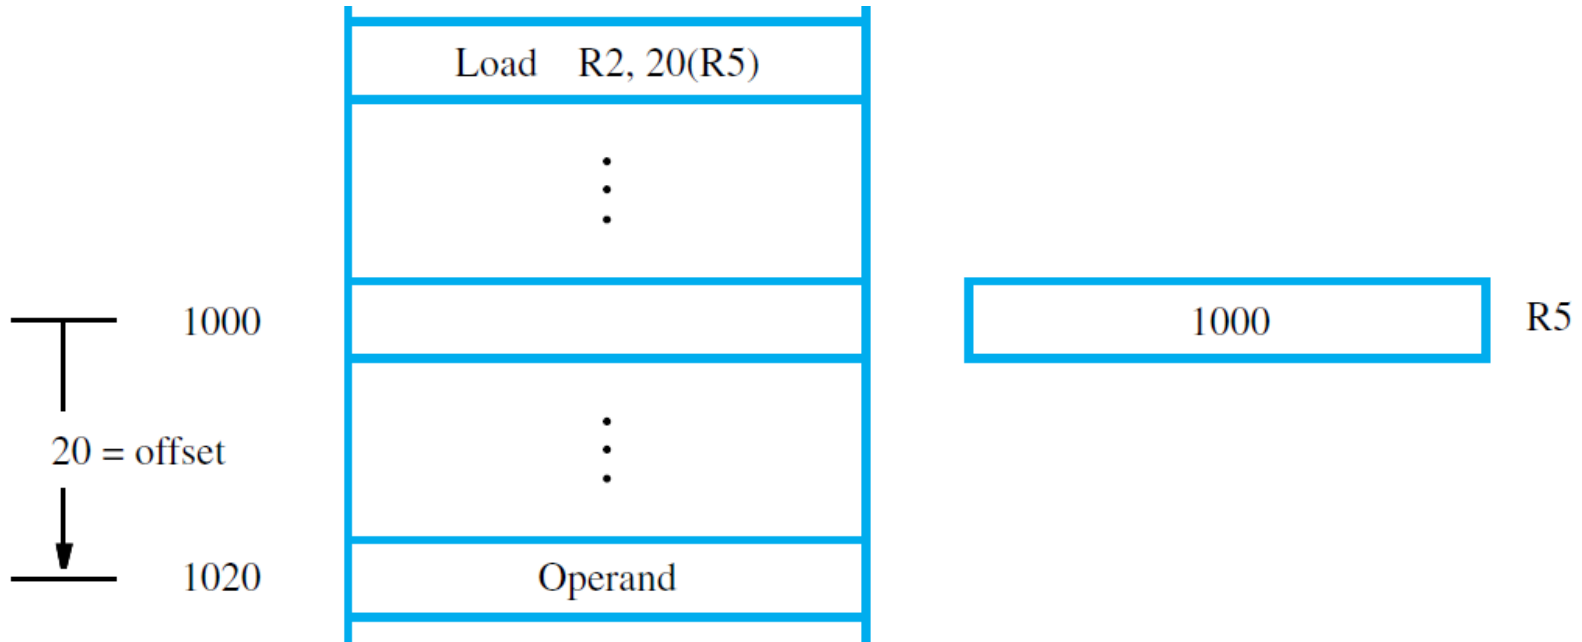 Load R2, 20(R5)
1000
1000
R5
20 = offset
1020
Operand